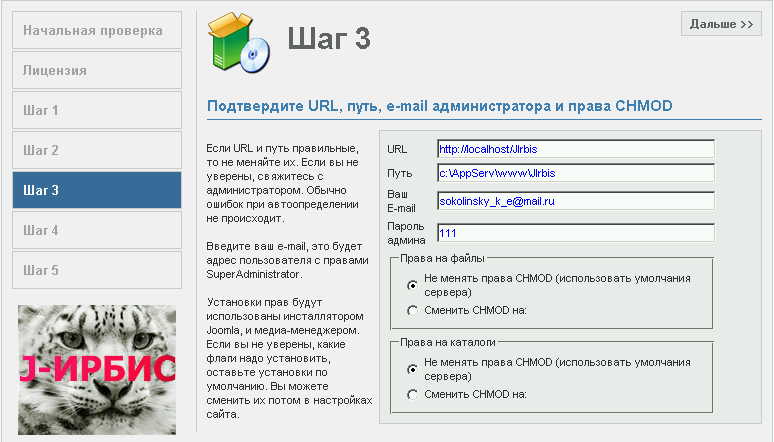 Начальная проверка
Лицензия
Шаг 1
Шаг 2
Шаг 3
Шаг 4
Шаг 5
J-ИРБИС
Шаг 3
Дальше >>
Подтвердите URL, путь, e-mail администратора и права CHMOD
Если URL и путь правильные,
то не меняйте их. Если вы не
уверены, свяжитесь с
администратором. Обычно
ошибок при автоопределении
не происходит.
Введите ваш e-mail, это будет
адрес пользователя с правами
SuperAdministrator.
Установки прав будут
использованы инсталлятором
Joomla, и медиа-менеджером.
Если вы не уверены, какие
флаги надо установить,
оставьте установки по
умолчанию. Вы можете
сменить их потом в настройках
сайта.
URL http://localhost/JIrbis
Путь c:\AppServ\www\JIrbis
Ваш
E-mail sokolinsky_k_e@mail.ru
Пароль
админа 111
Права на файлы
Не менять права CHMOD (использовать умолчания
сервера)
Сменить CHMOD на:
Права на каталоги
Не менять права CHMOD (использовать умолчания
сервера)
Сменить CHMOD на: